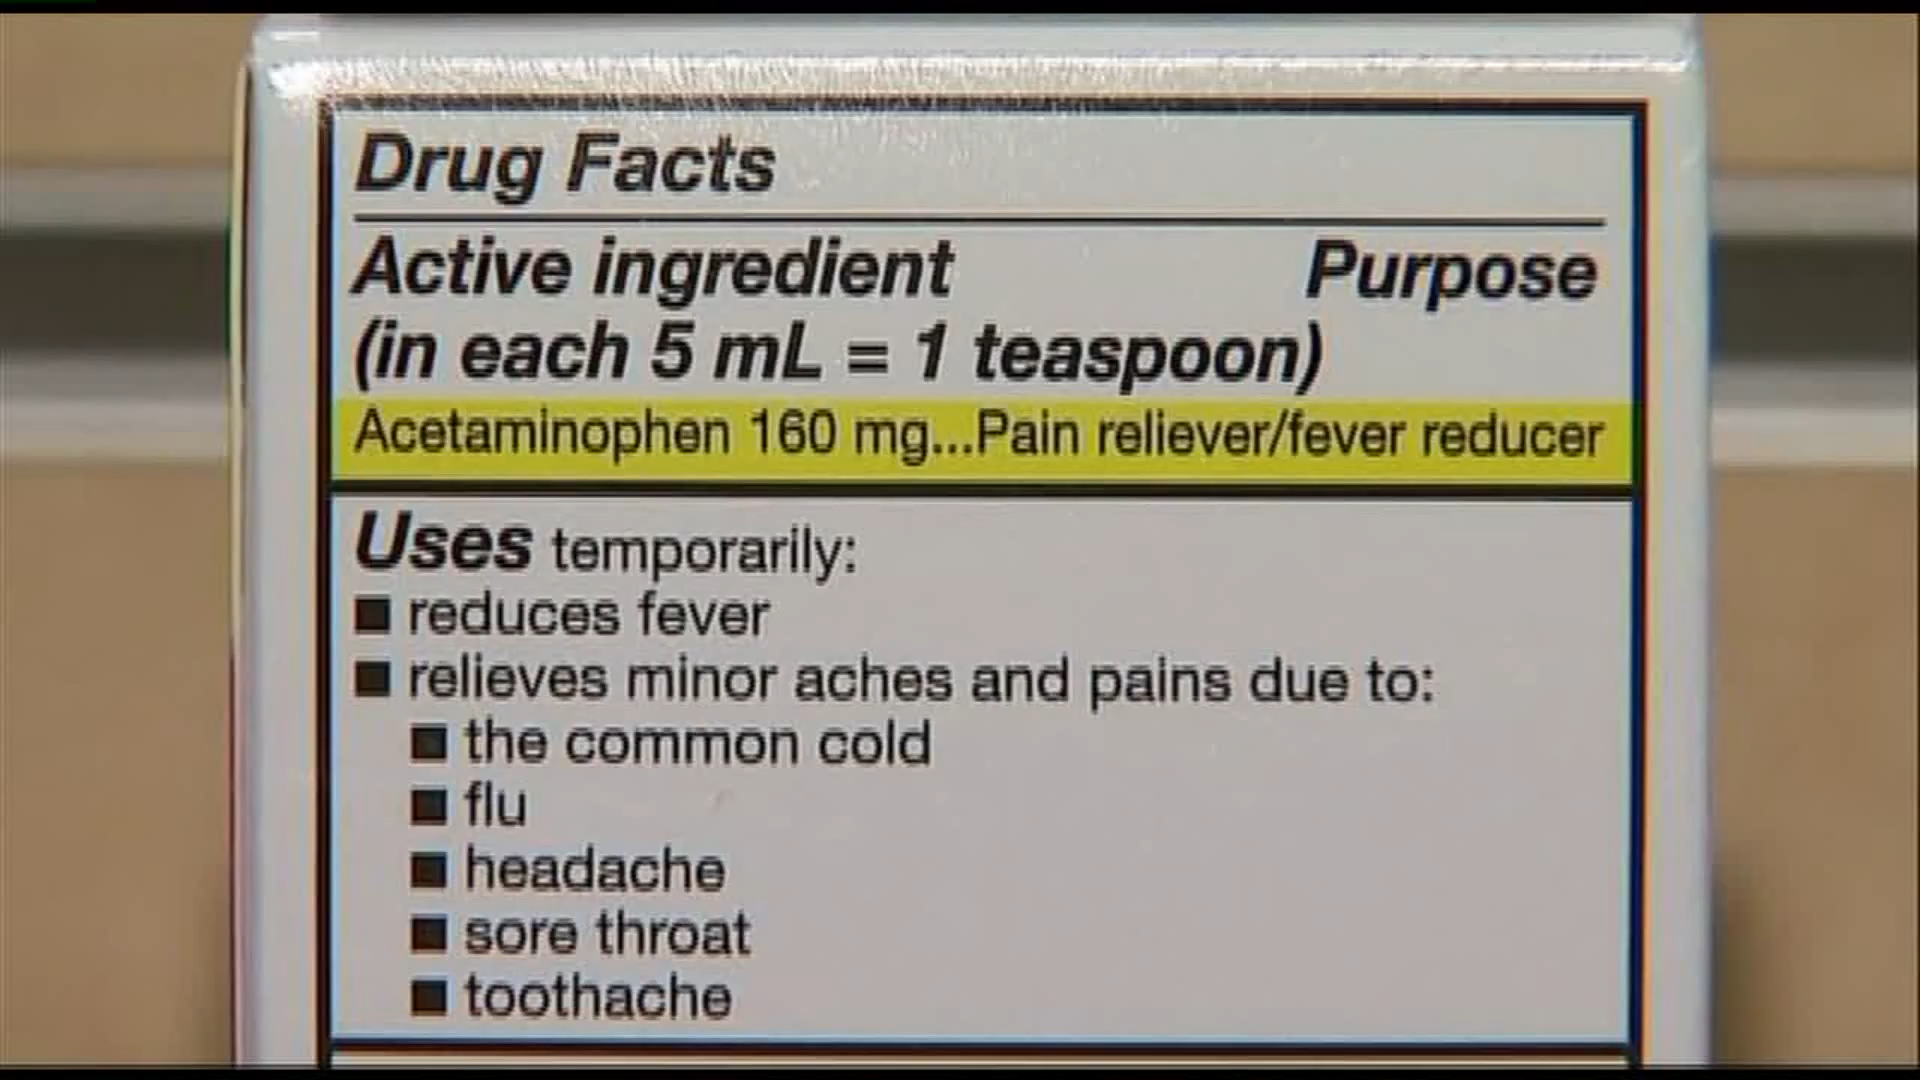 Drug Facts
Active ingredient Purpose
(in each 5 mL = 1 teaspoon)
Acetaminophen 160 mg...Pain reliever/fever reducer
Uses temporarily:
■ reduces fever
■ relieves minor aches and pains due to:
■ the common cold
■ flu
■ headache
■ sore throat
■ toothache